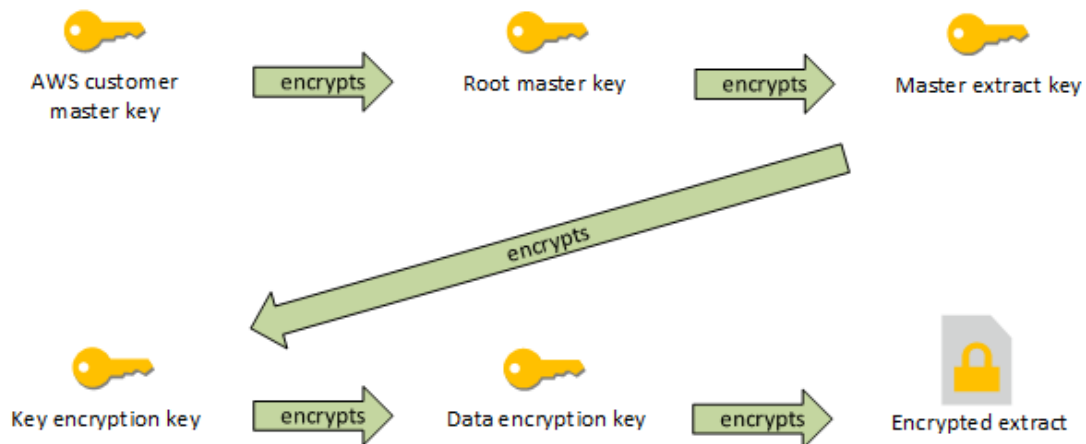 AWS customer
master key
encrypts
Root master key
encrypts
Master extract key
encrypts
Key encryption key
encrypts
Data encryption key
encrypts
Encrypted extract